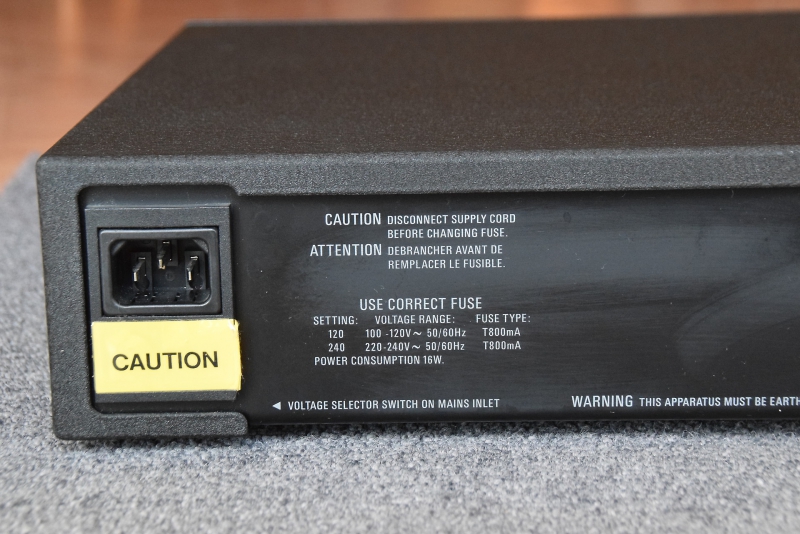 CAUTION DISCONNECT SUPPLY CORD
BEFORE CHANGING FUSE.
ATTENTION DEBRANCHER AVANT DE
REMPLACER LE FUSIBLE.
USE CORRECT FUSE
SETTING: VOLTAGE RANGE: FUSE TYPE:
120 100 -120V~ 50/60Hz T800mA
240 220-240V~ 50/60Hz T800mA
POWER CONSUMPTION 16W.
CAUTION
◄ VOLTAGE SELECTOR SWITCH ON MAINS INLET
WARNING THIS APPARATUS MUST BE EARTH